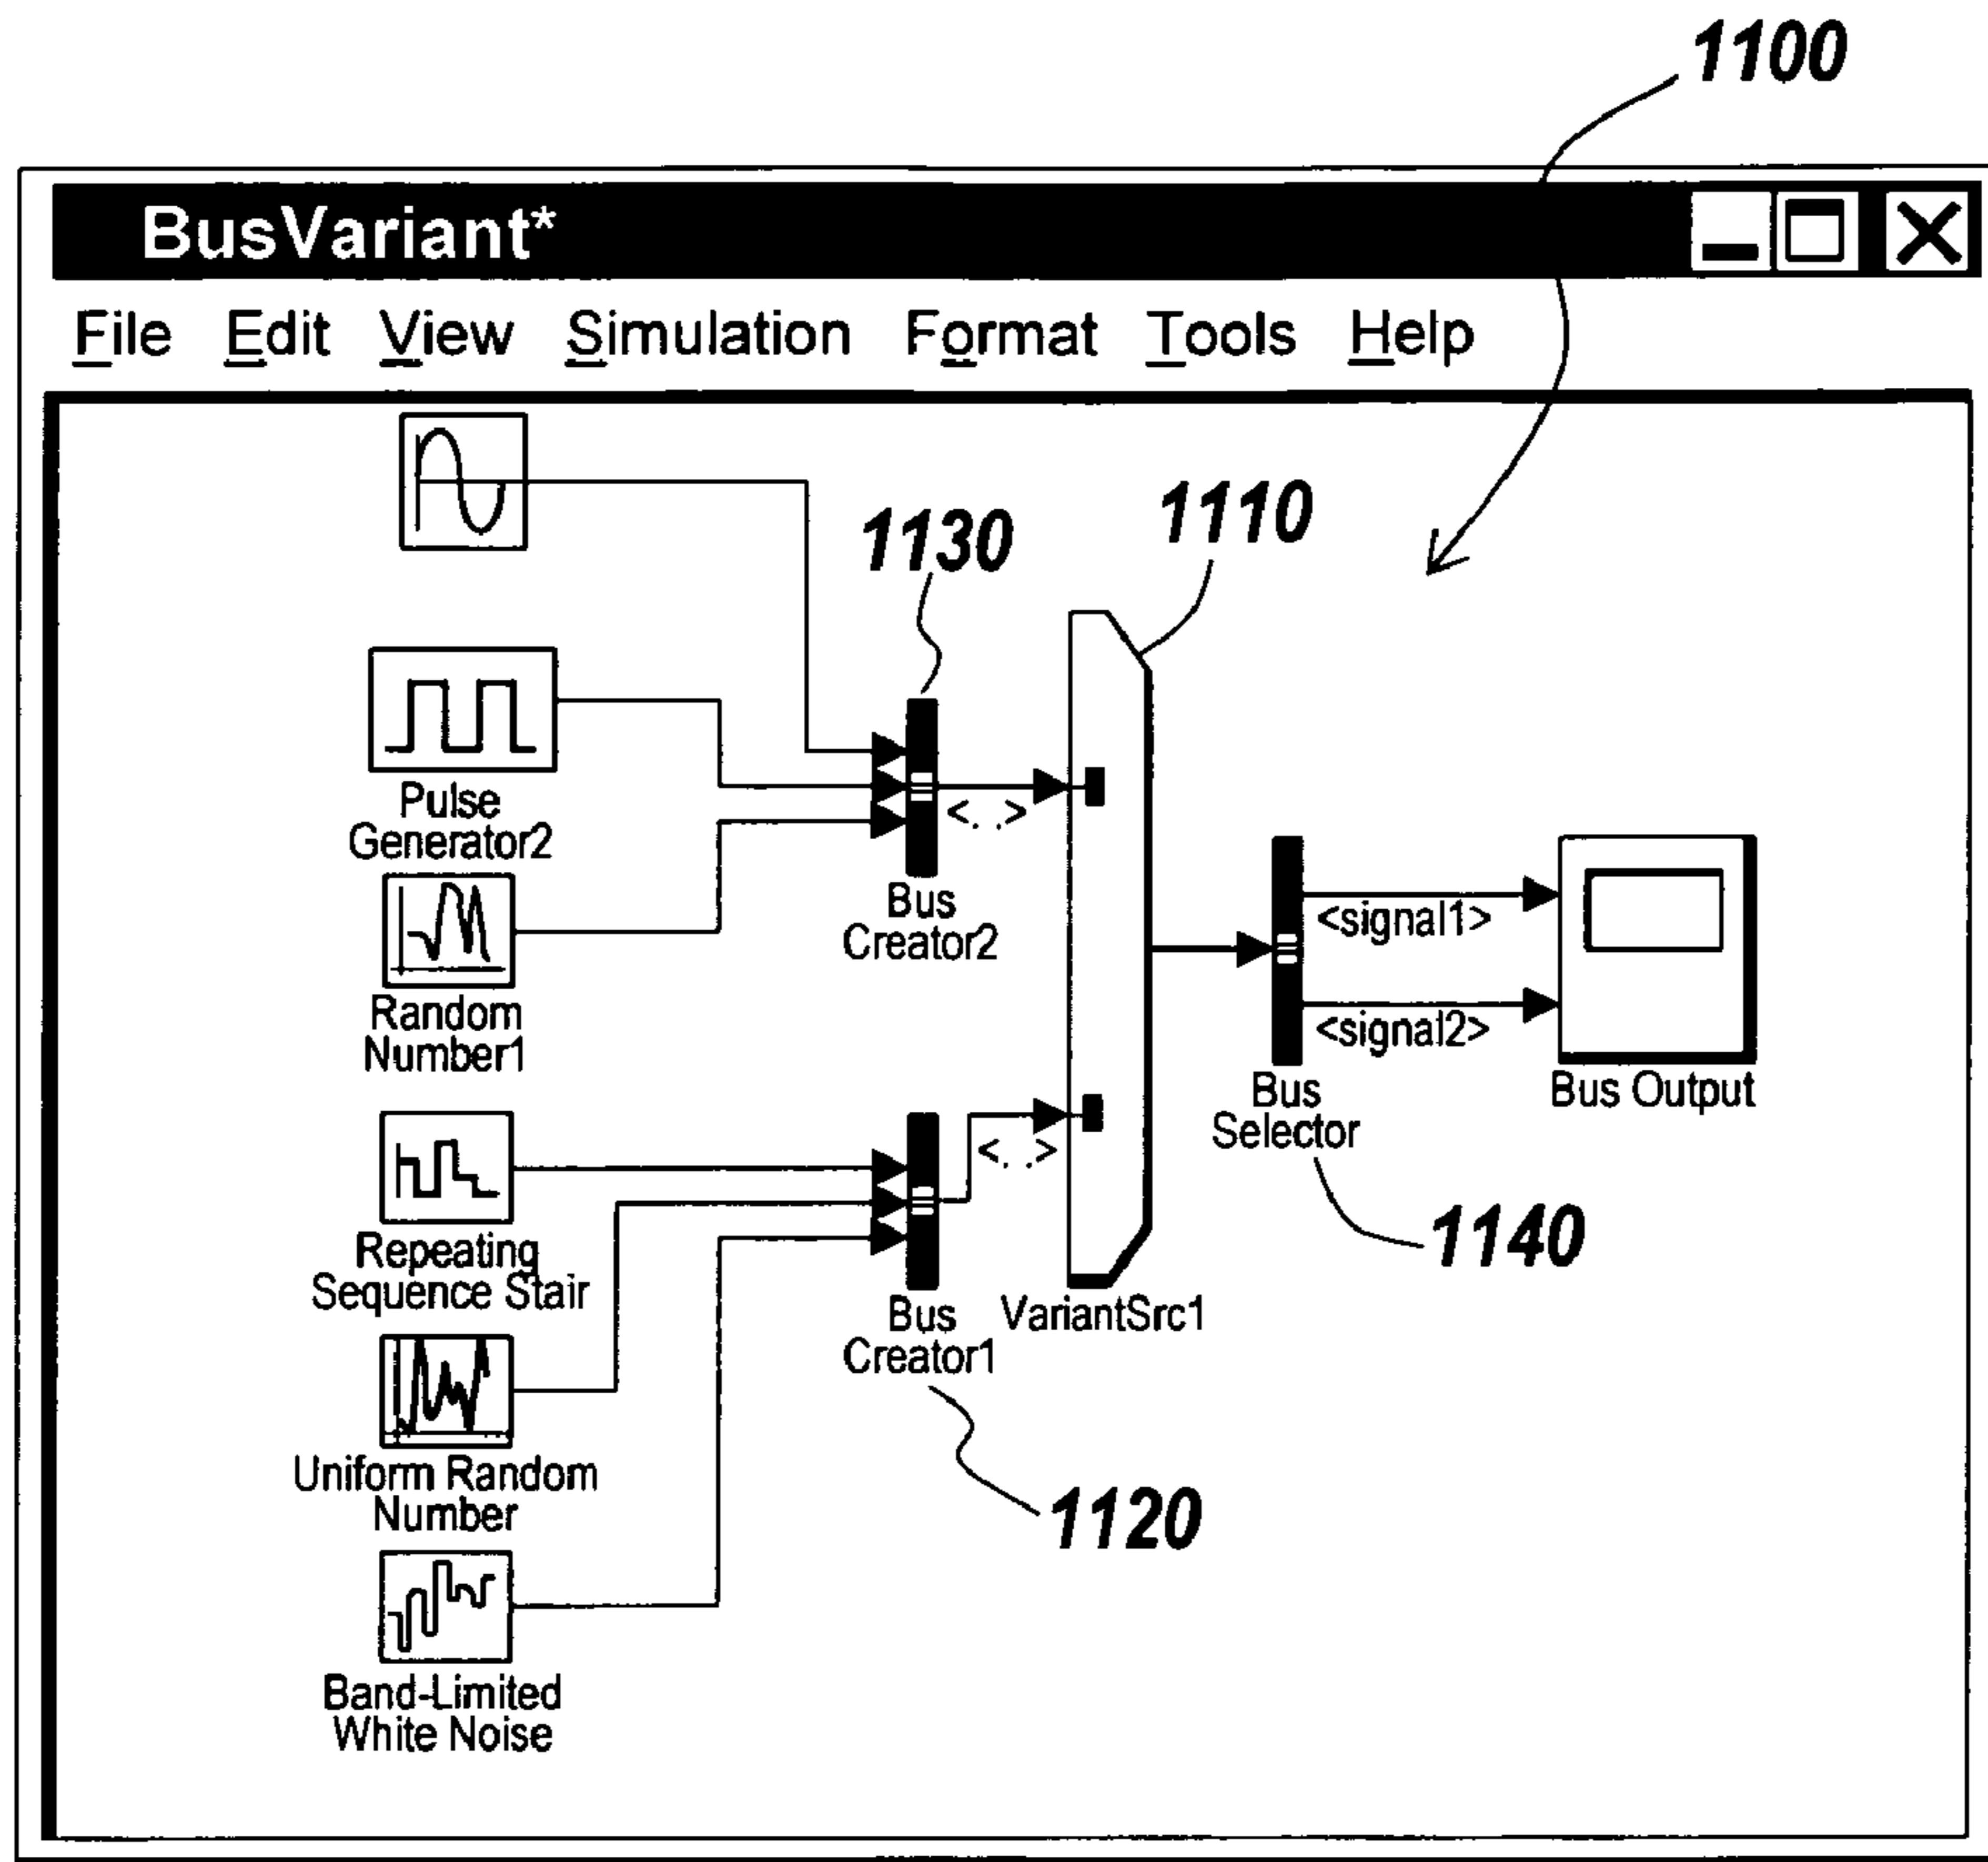 1100
BusVariant*
File Edit View Simulation Format Tools Help
1130
1110
Pulse
Generator2
<. .>
Bus
Creator2
Random
Number1
<signal1>
<signal2>
Bus
Selector
Bus Output
<. .>
1140
Repeating
Sequence Stair
Bus
Creator1
VariantSrc1
Uniform Random
Number
1120
Band-Limited
White Noise